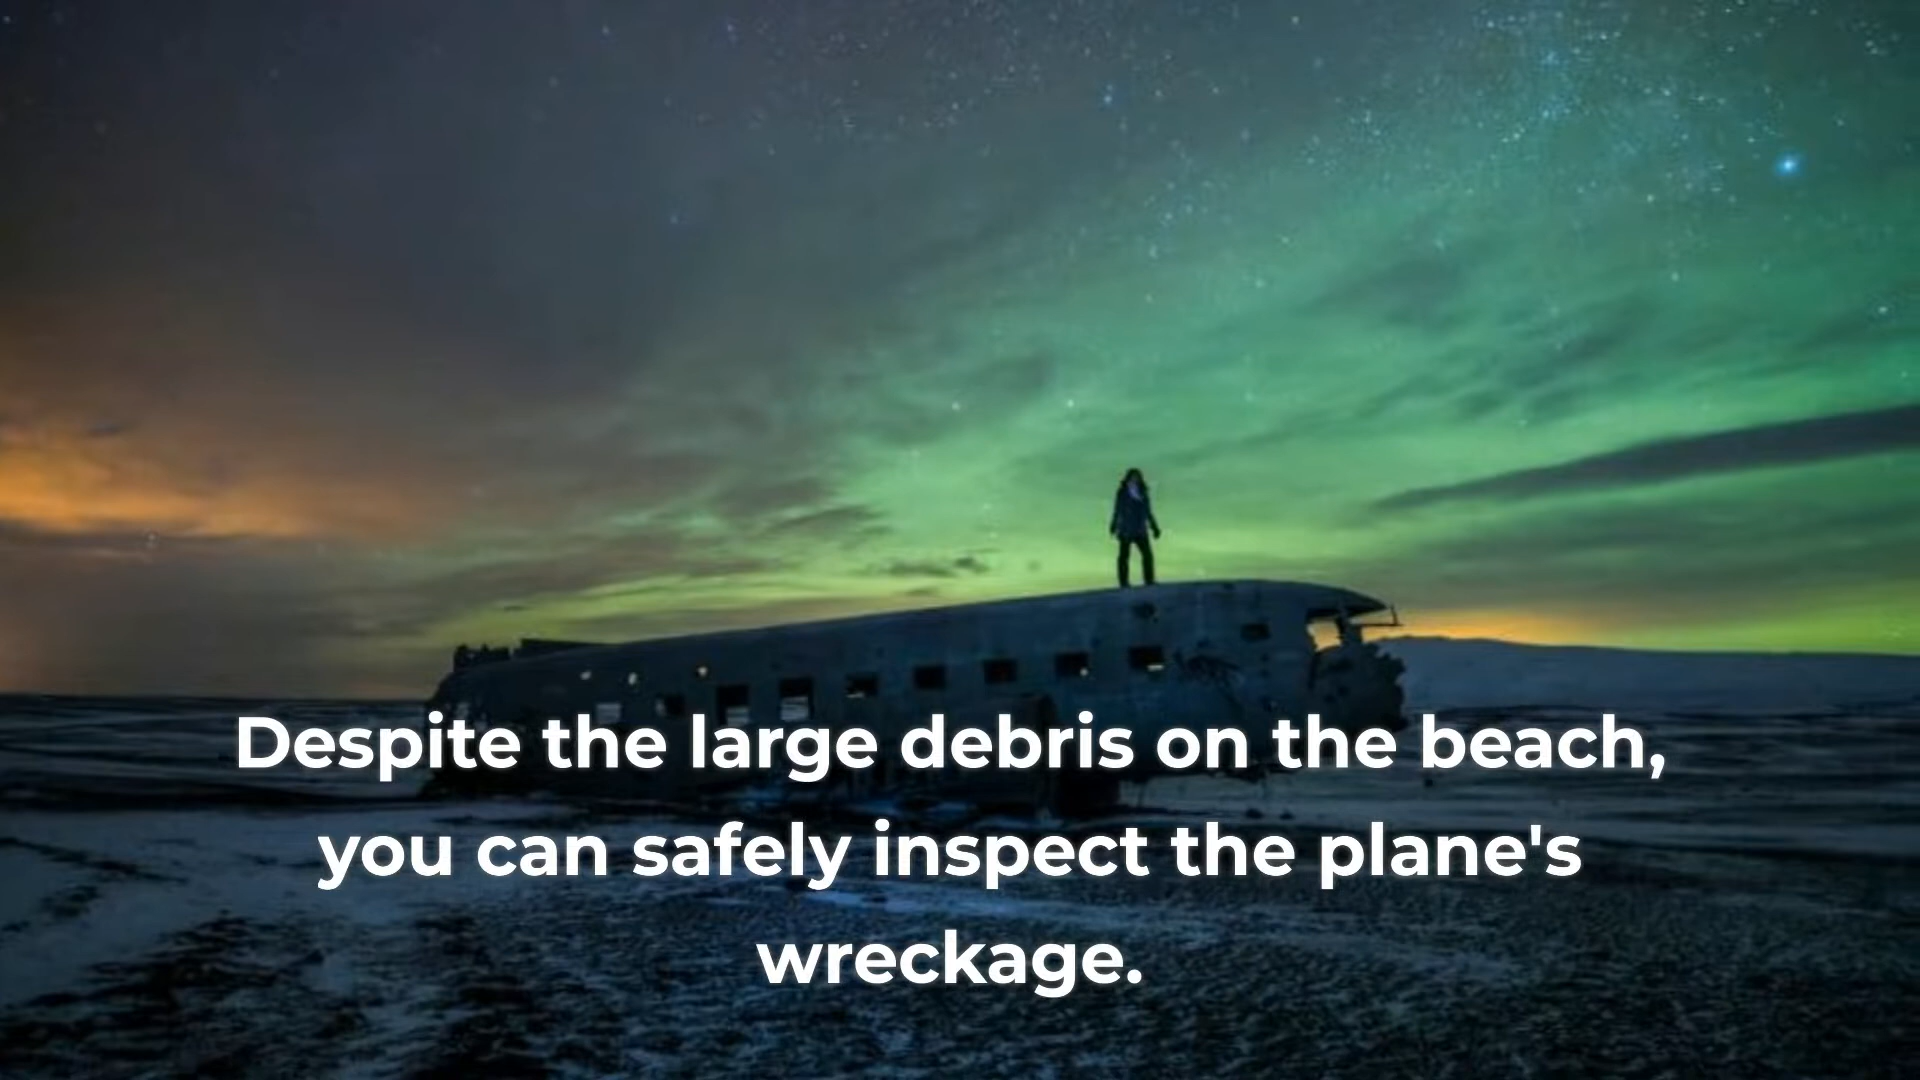 Despite the large debris on the beach,
you can safely inspect the plane's
wreckage.